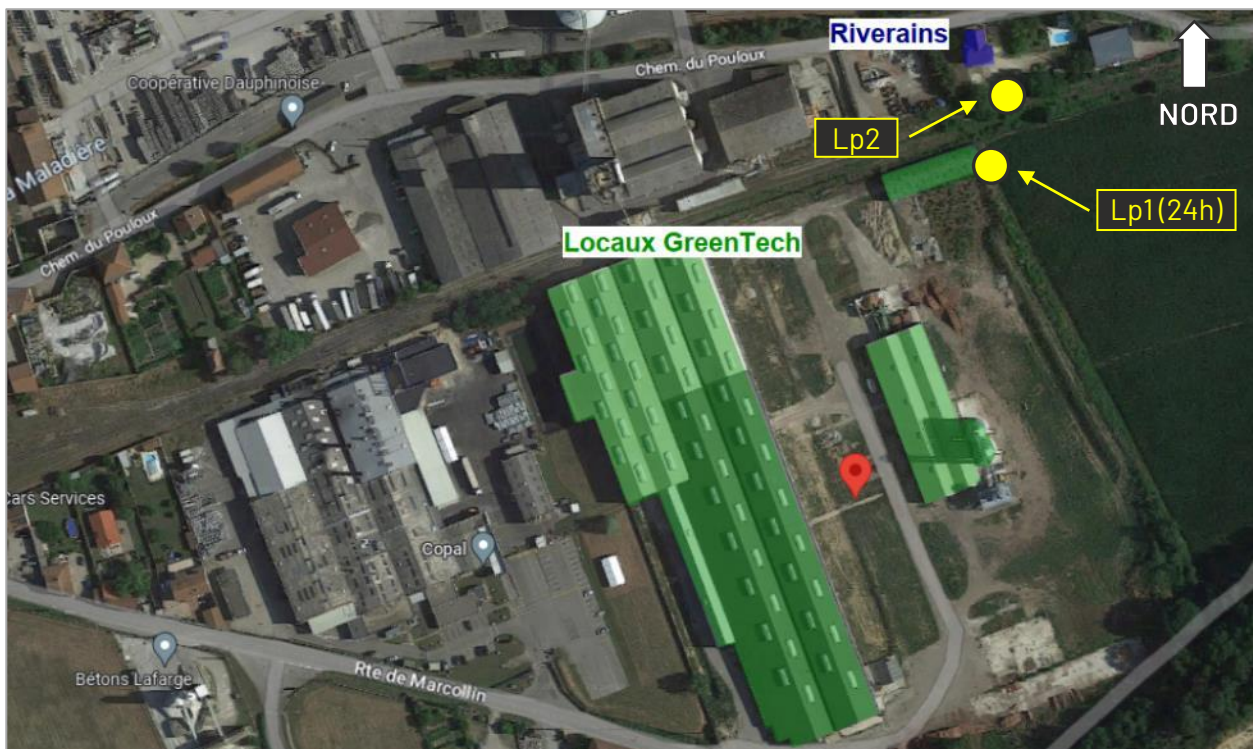 Riverains
NORD
Chem. du Pouloux
Coopérative Dauphinoise
Lp2
a Maladière
Lp1(24h)
Chem. du Pouloux
Locaux GreenTech
Cars Services
Copal
Rte de Marcollin
Bétons Lafarge